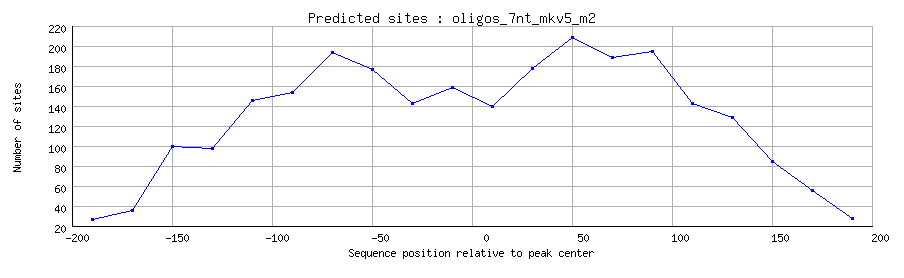 Predicted sites : oligos_7nt_mkv5_m2
220
200
180
160
140
120
100
80
60
40
20
Number of sites
-200 -150 -100 -50 0 50 100 150 200
Sequence position relative to peak center